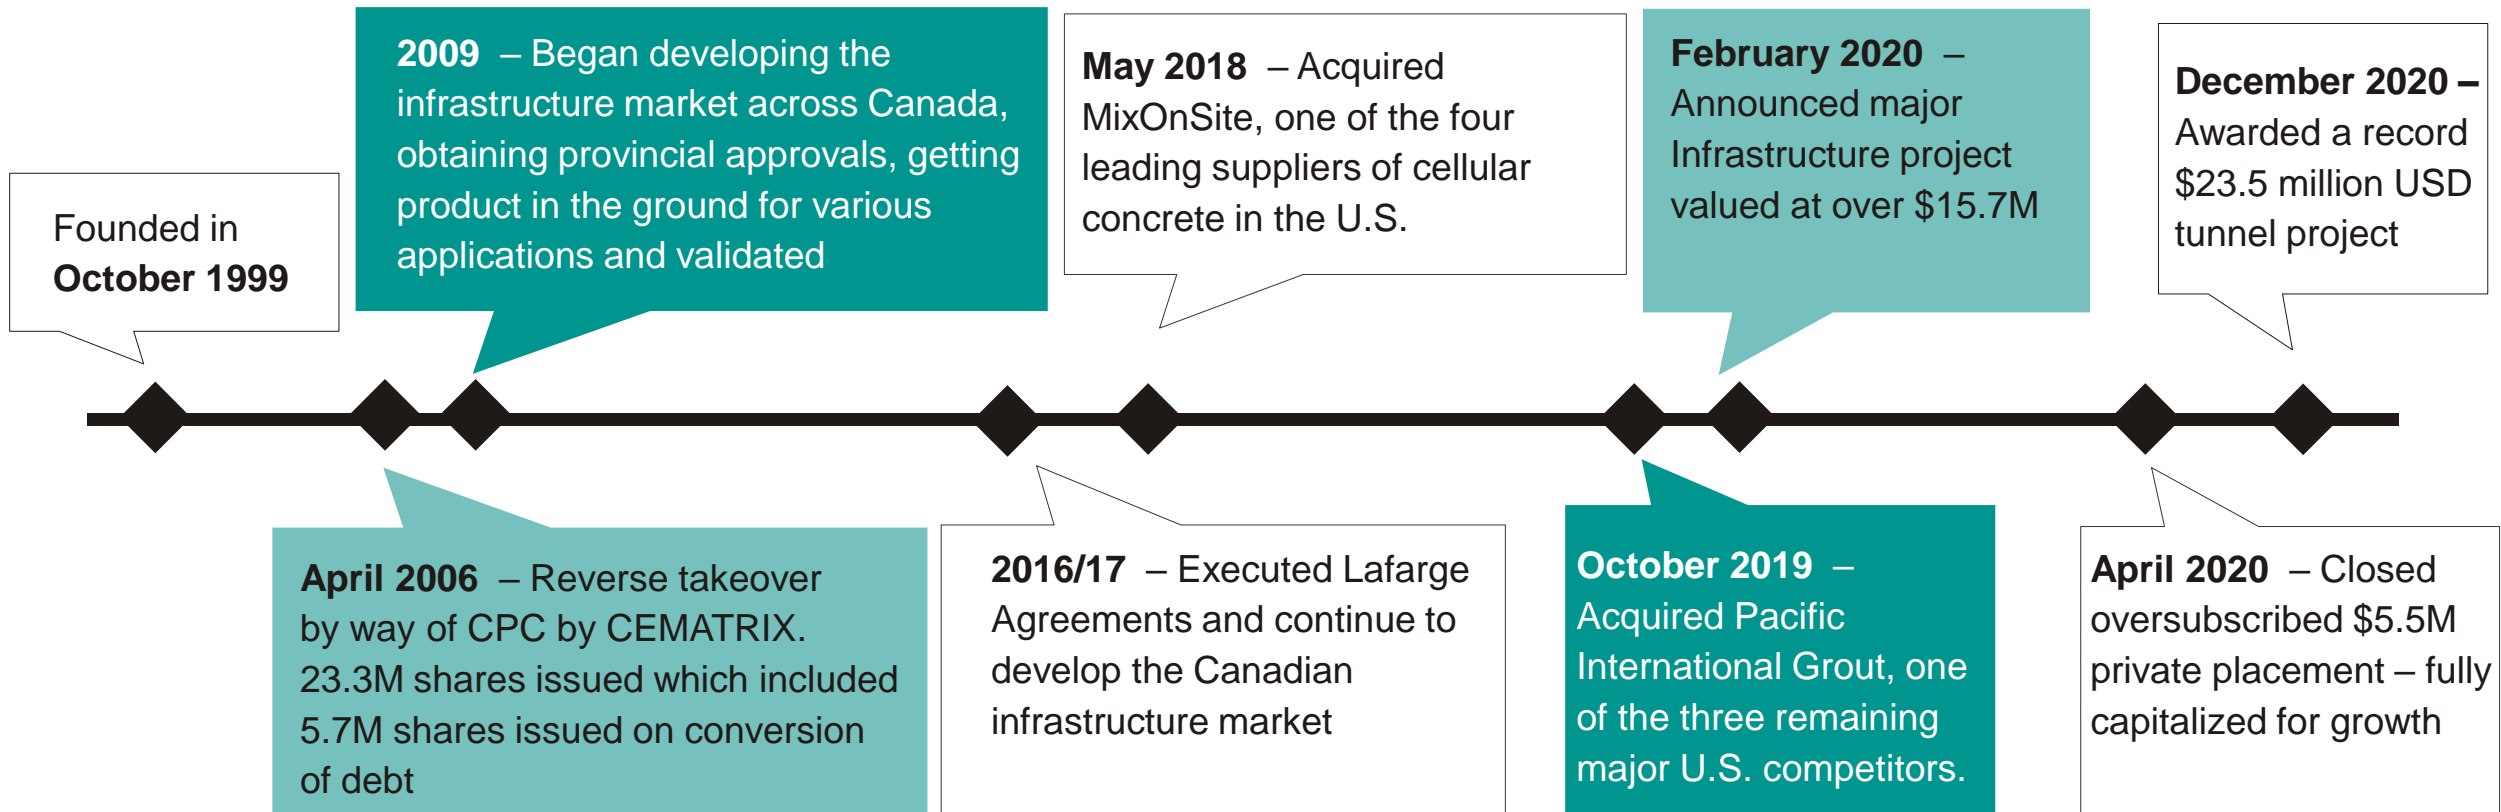 Founded in
October 1999
April 2006 – Reverse takeover
by way of CPC by CEMATRIX.
23.3M shares issued which included
5.7M shares issued on conversion
of debt
2009 – Began developing the
infrastructure market across Canada,
obtaining provincial approvals, getting
product in the ground for various
applications and validated
2016/17 – Executed Lafarge
Agreements and continue to
develop the Canadian
infrastructure market
May 2018 – Acquired
MixOnSite, one of the four
leading suppliers of cellular
concrete in the U.S.
October 2019 –
Acquired Pacific
International Grout, one
of the three remaining
major U.S. competitors.
February 2020 –
Announced major
Infrastructure project
valued at over $15.7M
April 2020 – Closed
oversubscribed $5.5M
private placement – fully
capitalized for growth
December 2020 –
Awarded a record
$23.5 million USD
tunnel project